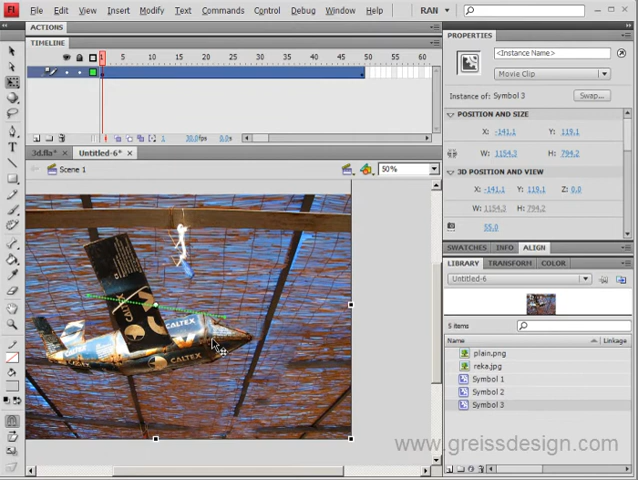 Fl File Edit View Insert Modify Text Commands Control Debug Window Help RAN
ACTIONS
TIMELINE
1 5 10 15 20 25 30 35 40 45 50 55 60
1 30.0fps 0.0s
3d.fla* × Untitled-6* ×
Scene 1 50%
CALTEX
CALTEX
PROPERTIES
<Instance Name>
Movie Clip
Instance of: Symbol 3 Swap...
POSITION AND SIZE
X: -141.1 Y: 119.1
W: 1154.3 H: 794.2
3D POSITION AND VIEW
X: -141.1 Y: 119.1 Z: 0.0
W: 1154.3 H: 794.2
55.0
SWATCHES INFO ALIGN
LIBRARY TRANSFORM COLOR
Untitled-6
5 items
Name Linkage
plain.png
reka.jpg
Symbol 1
Symbol 2
Symbol 3
www.greissdesign.com